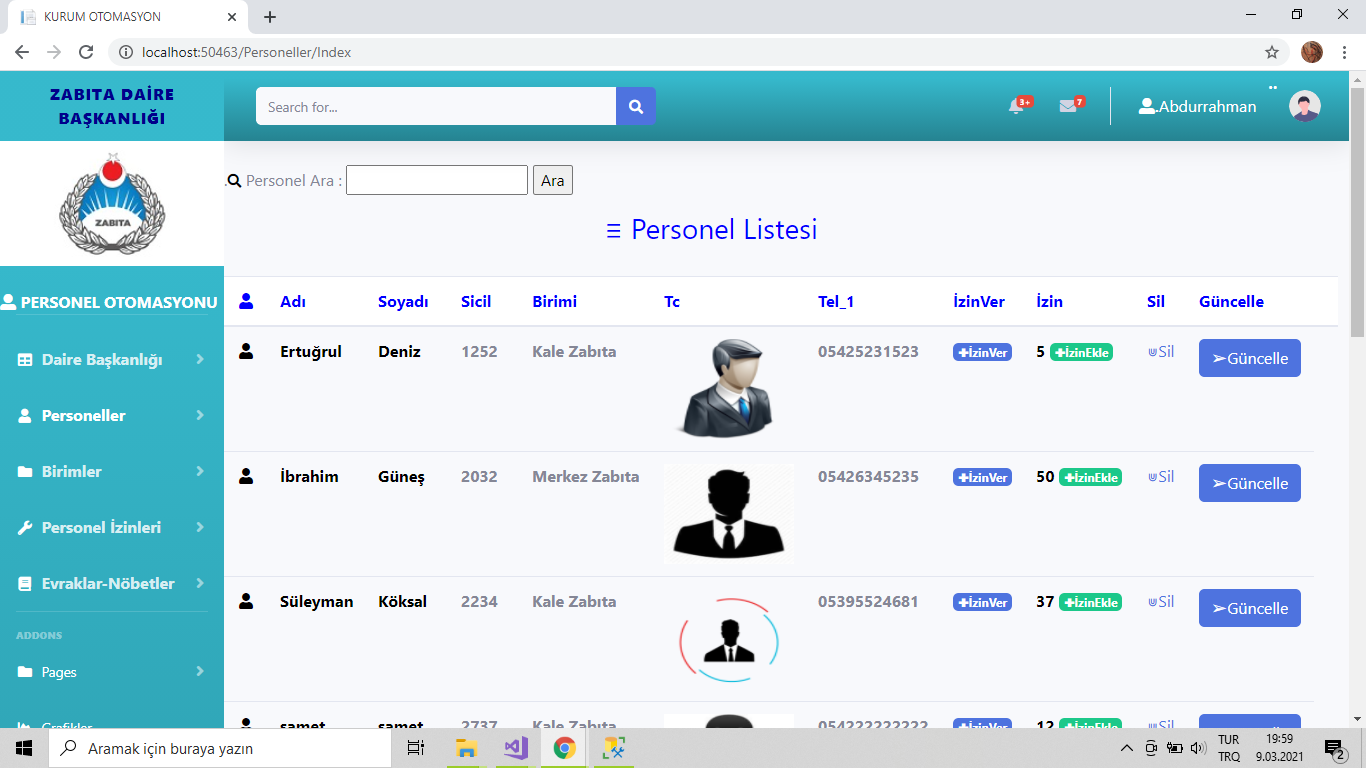 KURUM OTOMASYON
localhost:50463/Personeller/Index
ZABITA DAİRE
BAŞKANLIĞI
Search for...
3+
7
.Abdurrahman
ZABITA
Personel Ara :
Ara
Personel Listesi
PERSONEL OTOMASYONU
Adı Soyadı Sicil Birimi Tc Tel_1 İzinVer İzin Sil Güncelle
Daire Başkanlığı
Ertuğrul Deniz 1252 Kale Zabıta 05425231523 İzinVer 5 İzinEkle Sil ➢Güncelle
Personeller
Birimler
İbrahim Güneş 2032 Merkez Zabıta 05426345235 İzinVer 50 İzinEkle Sil ➢Güncelle
Personel İzinleri
Evraklar-Nöbetler
Süleyman Köksal 2234 Kale Zabıta 05395524681 İzinVer 37 İzinEkle Sil ➢Güncelle
ADDONS
Pages
Grafikler
samet samet 2737 Kale Zabıta 054222222222 İzinVer 12 İzinEkle Sil
Aramak için buraya yazın
TUR
TRQ
19:59
9.03.2021
2